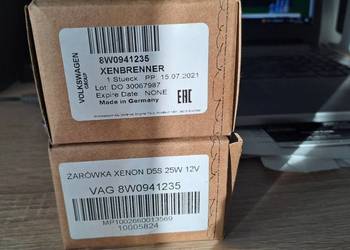 VOLKSWAGEN
GROUP
8W0941235
XENBRENNER
1 Stueck PP 15.07.2021
Lot: DO 30067987
Expire Date NONE
Made in Germany
EAC
ŻARÓWKA XENON D5S 25W 12V
VAG 8W0941235
MP1002660013569
10005824